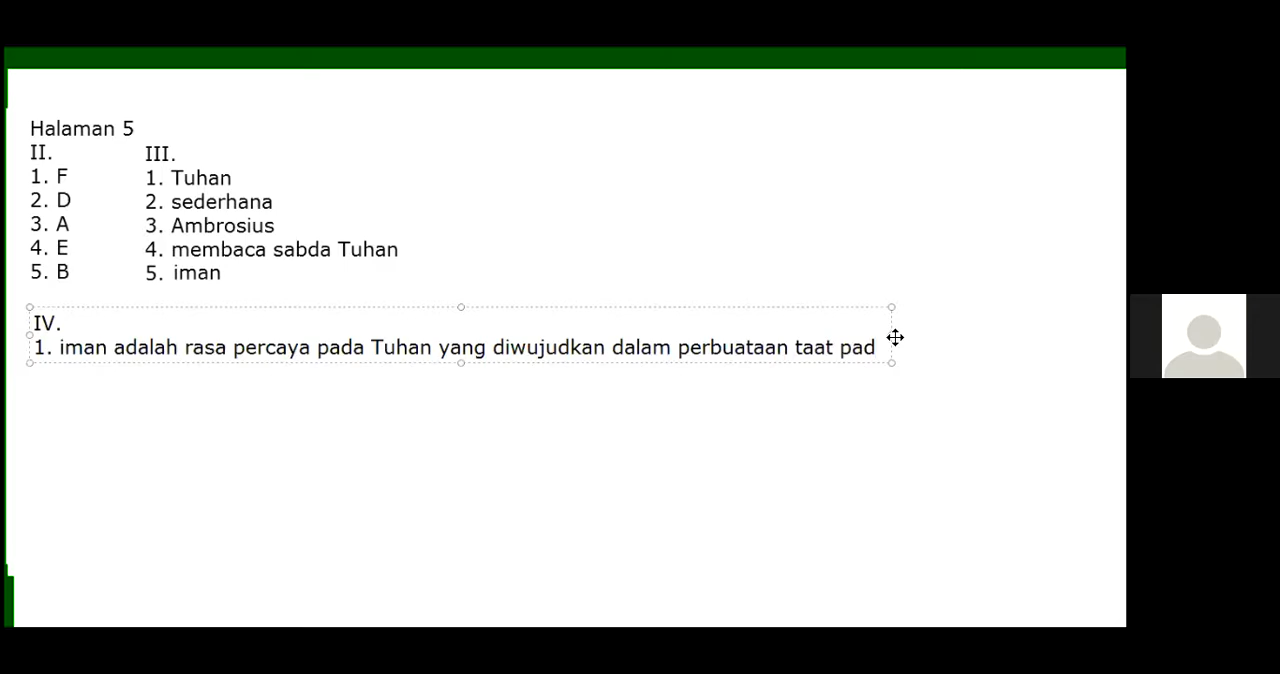 Halaman 5
II.
1. F
2. D
3. A
4. E
5. B
III.
1. Tuhan
2. sederhana
3. Ambrosius
4. membaca sabda Tuhan
5. iman
IV.
1. iman adalah rasa percaya pada Tuhan yang diwujudkan dalam perbuataan taat pad